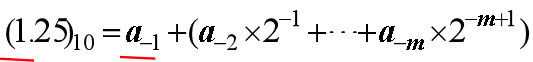 (1.25)₁₀ = a₋₁ + (a₋₂ × 2⁻¹ + ⋯ + a₋ₘ × 2⁻ᵐ⁺¹)